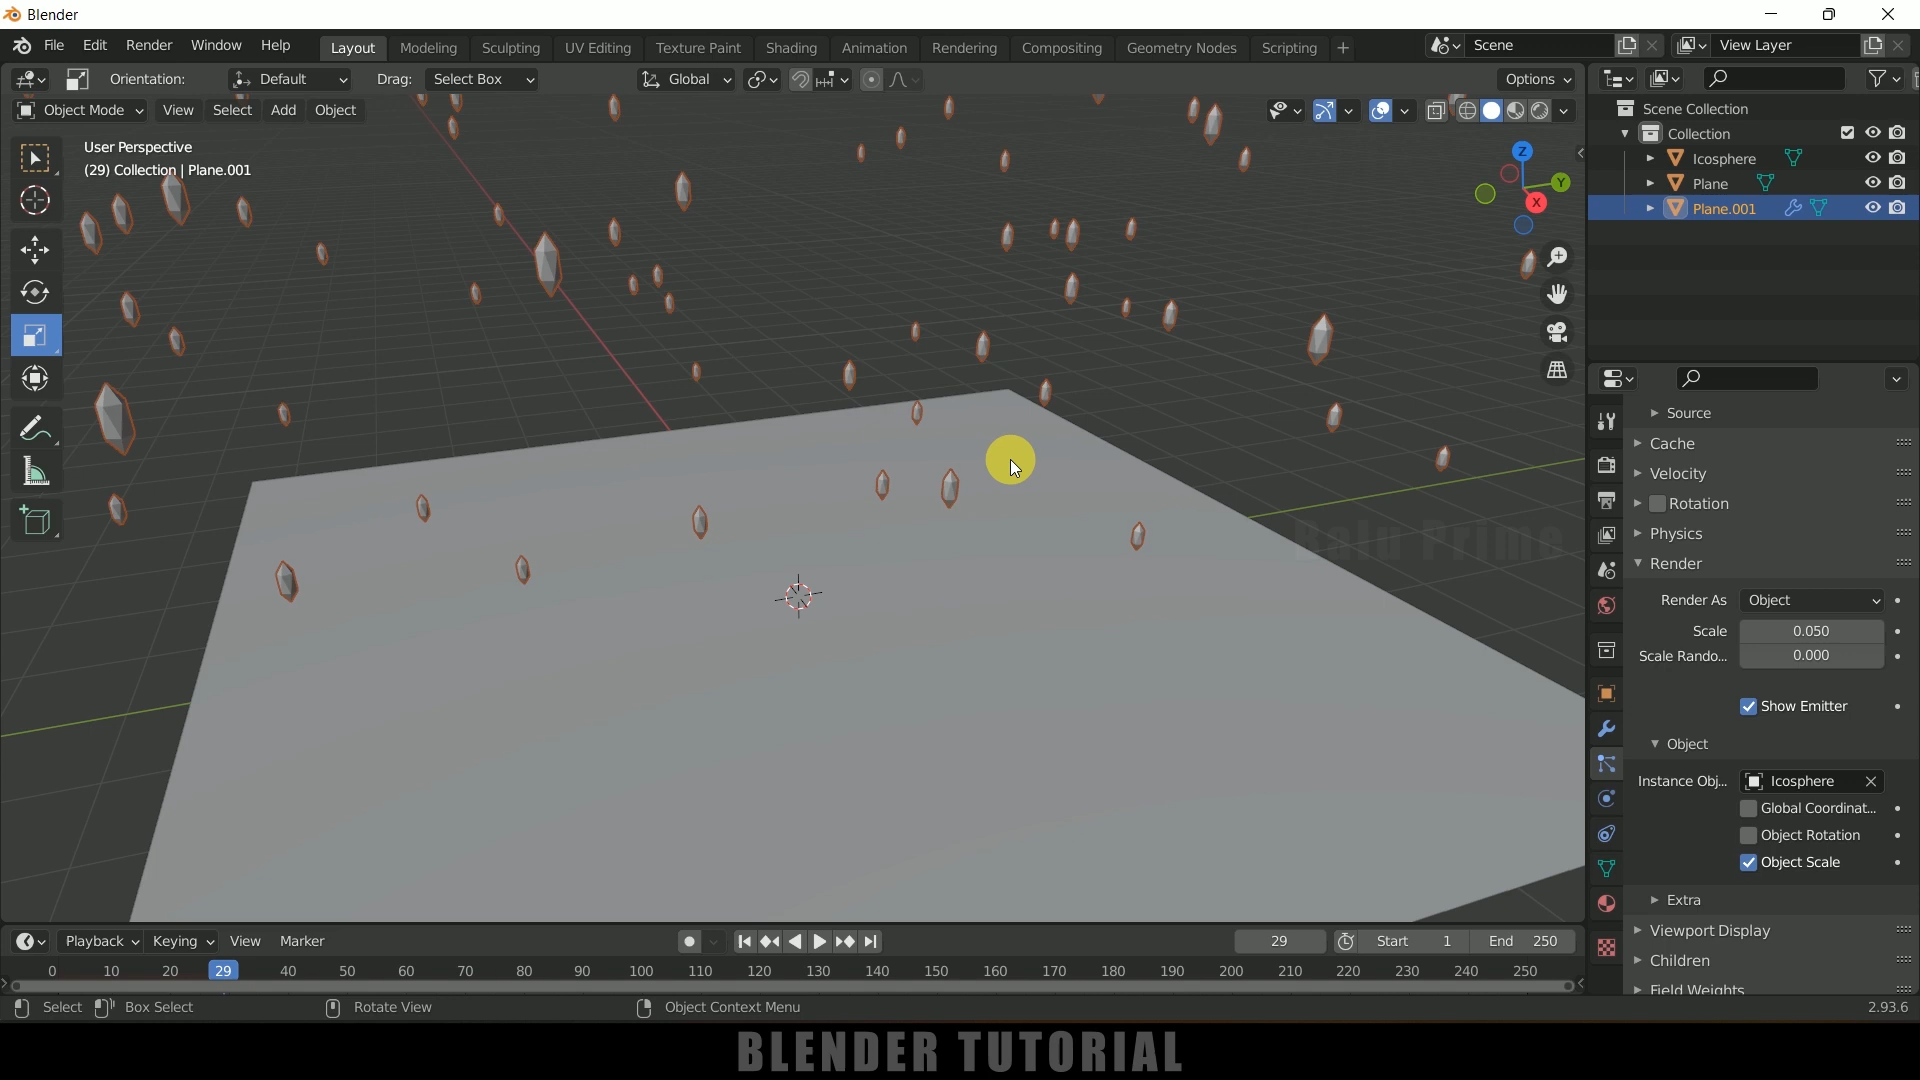 Blender
File Edit Render Window Help Layout Modeling Sculpting UV Editing Texture Paint Shading Animation Rendering Compositing Geometry Nodes Scripting + Scene View Layer
Orientation: Default Drag: Select Box Global Options
Object Mode View Select Add Object
User Perspective
(29) Collection | Plane.001
Z
Y
X
Scene Collection
Collection
Icosphere
Plane
Plane.001
Source
Cache
Velocity
Rotation
Physics
Render
Render As Object
Scale 0.050
Scale Rando... 0.000
Show Emitter
Object
Instance Obj... Icosphere
Global Coordinat...
Object Rotation
Object Scale
Extra
Viewport Display
Children
Field Weights
Balu Prime
Playback Keying View Marker 29 Start 1 End 250
0 10 20 29 40 50 60 70 80 90 100 110 120 130 140 150 160 170 180 190 200 210 220 230 240 250
Select Box Select Rotate View Object Context Menu 2.93.6
BLENDER TUTORIAL